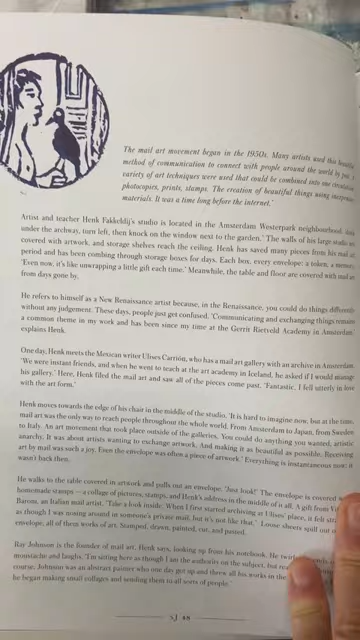 The mail art movement began in the 1950s. Many artists used this
method of communication to connect with people around the world by
variety of art techniques were used that could be combined into one
photocopies, prints, stamps. The creation of beautiful things using
materials. It was a time long before the internet.'
Artist and teacher Henk Fakkeldij's studio is located in the Amsterdam Westerpark neighbourhood.
under the archway, turn left, then knock on the window next to the garden.' The walls of his large studio are
covered with artwork, and storage shelves reach the ceiling. Henk has saved many pieces from his mail art
period and has been combing through storage boxes for days. Each box, every envelope: a token, a memory.
'Even now, it's like unwrapping a little gift each time.' Meanwhile, the table and floor are covered with mail art
from days gone by.
He refers to himself as a New Renaissance artist because, in the Renaissance, you could do things differently
without any judgement. These days, people just get confused. 'Communicating and exchanging things remains
a common theme in my work and has been since my time at the Gerrit Rietveld Academy in Amsterdam,'
explains Henk.
One day, Henk meets the Mexican writer Ulises Carrión, who has a mail art gallery with an archive in Amsterdam.
'We were instant friends, and when he went to teach at the art academy in Iceland, he asked if I would manage
his gallery.' Here, Henk filed the mail art and saw all of the pieces come past. 'Fantastic, I fell utterly in love
with the art form.'
Henk moves towards the edge of his chair in the middle of the studio. 'It is hard to imagine now, but at the time,
mail art was the only way to reach people throughout the whole world. From Amsterdam to Japan, from Sweden
to Italy. An art movement that took place outside of the galleries. You could do anything you wanted, artistic
anarchy. It was about artists wanting to exchange artwork. And making it as beautiful as possible. Receiving
art by mail was such a joy. Even the envelope was often a piece of artwork.' Everything is instantaneous now; it
wasn't back then.
He walks to the table covered in artwork and pulls out an envelope. 'Just look!' The envelope is covered
homemade stamps — a collage of pictures, stamps, and Henk's address in the middle of it all. A gift from
Baroni, an Italian mail artist. 'Take a look inside. When I first started archiving at Ulises' place, it felt
as though I was nosing around in someone's private mail, but it's not like that.' Loose sheets spill out
envelope, all of them works of art. Stamped, drawn, painted, cut, and pasted.
Ray Johnson is the founder of mail art, Henk says, looking up from his notebook. He
moustache and laughs. 'I'm sitting here as though I am the authority on the subject, but
course, Johnson was an abstract painter who one day got up and threw all his works in the
he began making small collages and sending them to all sorts of people.'